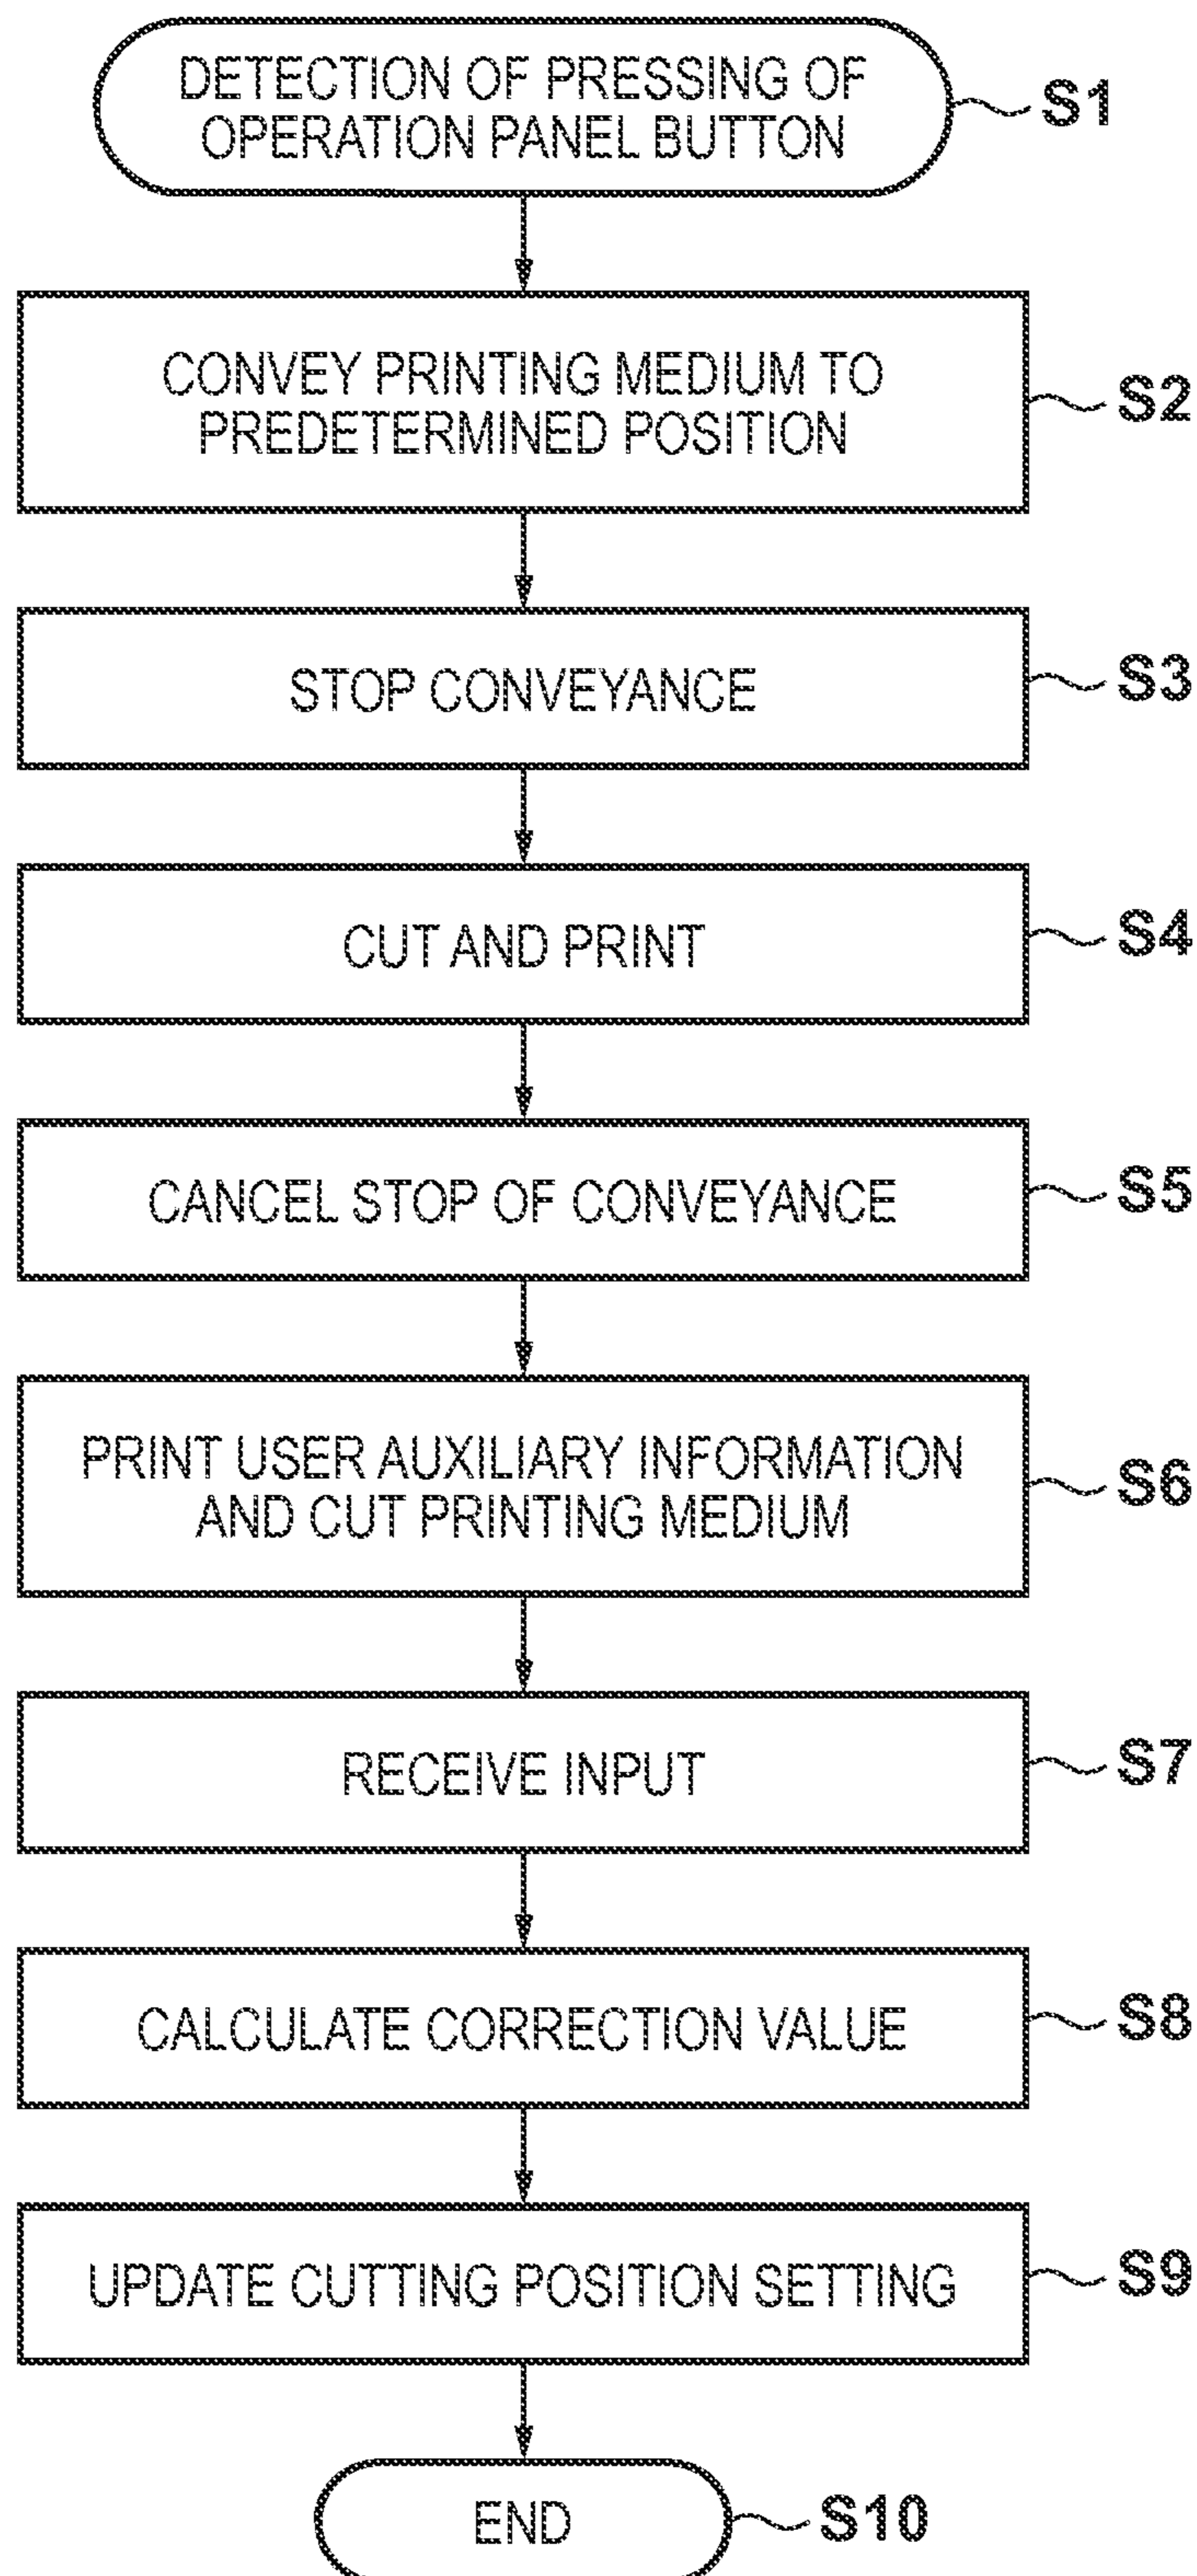 DETECTION OF PRESSING OF
OPERATION PANEL BUTTON
S1
CONVEY PRINTING MEDIUM TO
PREDETERMINED POSITION
S2
STOP CONVEYANCE
S3
CUT AND PRINT
S4
CANCEL STOP OF CONVEYANCE
S5
PRINT USER AUXILIARY INFORMATION
AND CUT PRINTING MEDIUM
S6
RECEIVE INPUT
S7
CALCULATE CORRECTION VALUE
S8
UPDATE CUTTING POSITION SETTING
S9
END
S10